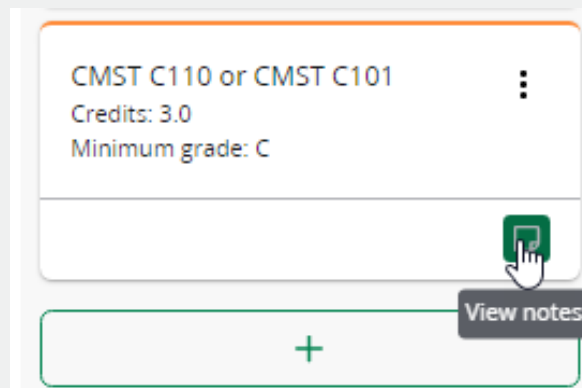 CMST C110 or CMST C101
Credits: 3.0
Minimum grade: C
View notes
+